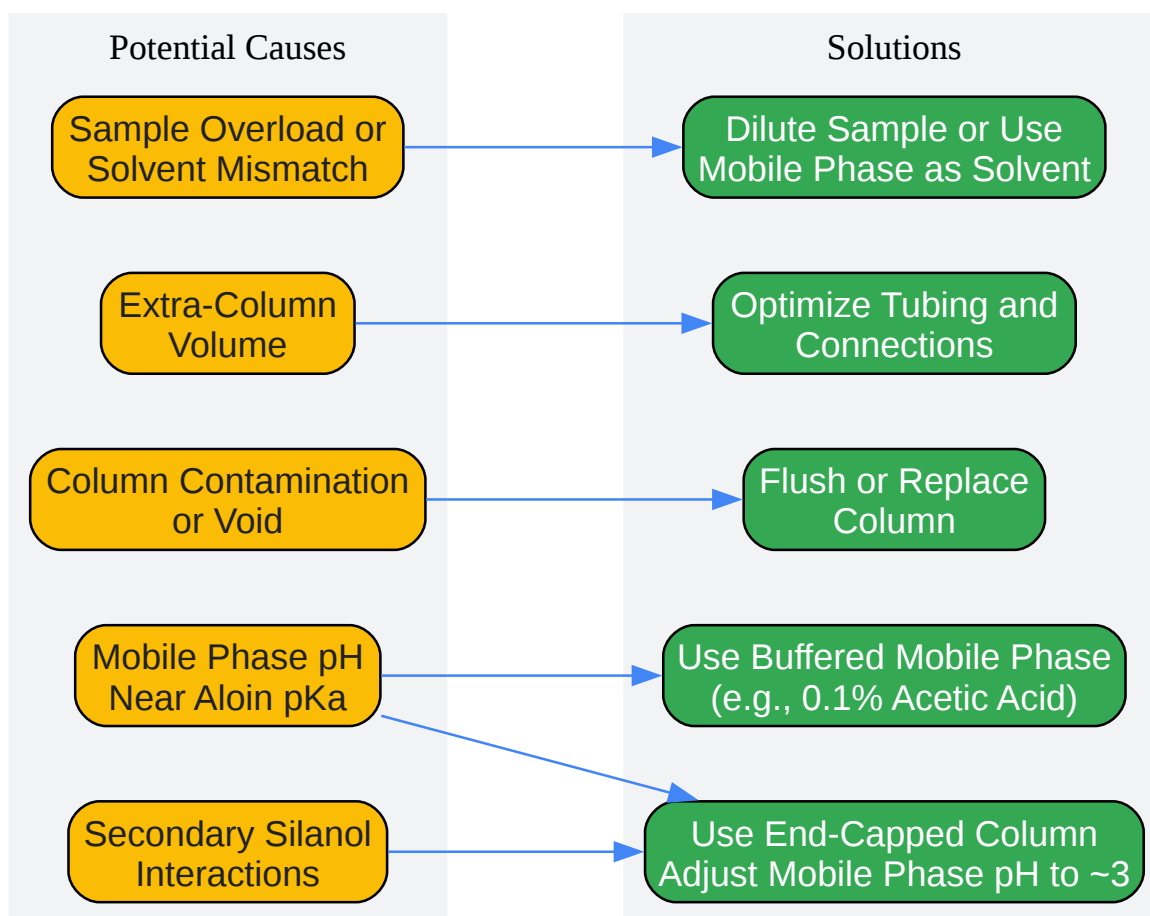 Potential Causes
Solutions
Sample Overload or
Solvent Mismatch
Dilute Sample or Use
Mobile Phase as Solvent
Extra-Column
Volume
Optimize Tubing and
Connections
Column Contamination
or Void
Flush or Replace
Column
Mobile Phase pH
Near Aloin pKa
Use Buffered Mobile Phase
(e.g., 0.1% Acetic Acid)
Secondary Silanol
Interactions
Use End-Capped Column
Adjust Mobile Phase pH to ~3